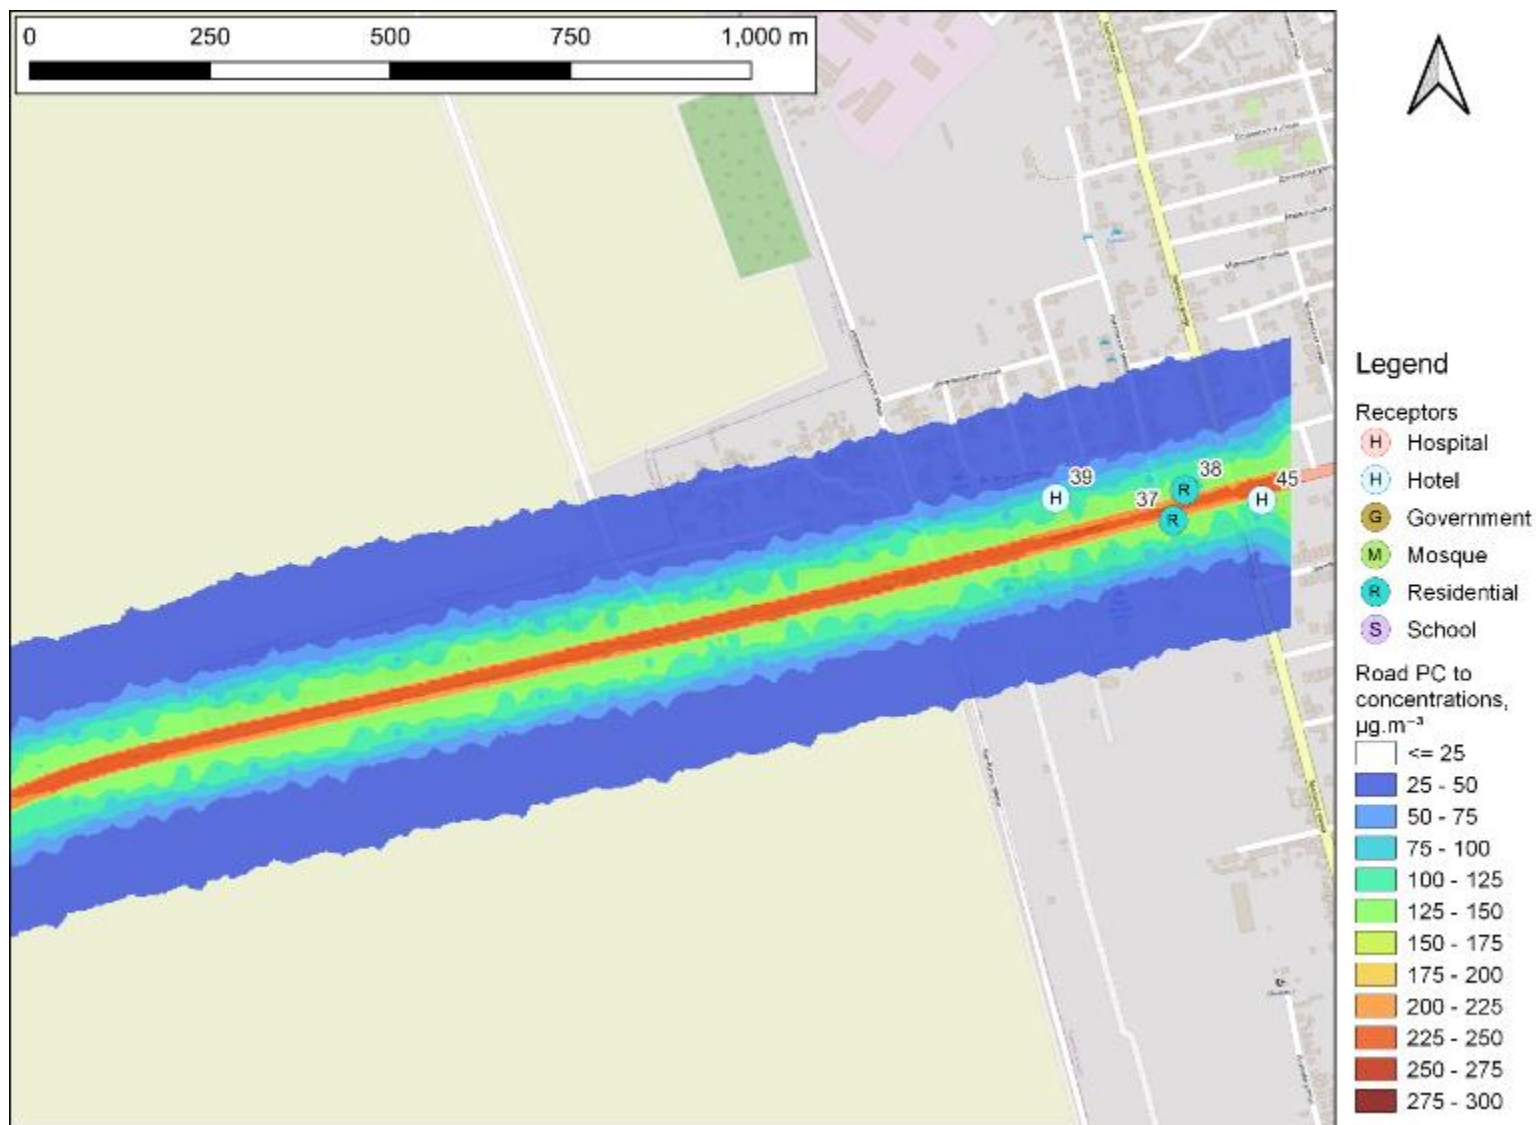 0 250 500 750 1,000 m
39
38
37
45
H
R
R
H
Legend
Receptors
H Hospital
H Hotel
G Government
M Mosque
R Residential
S School
Road PC to
concentrations,
µg.m⁻³
<= 25
25 - 50
50 - 75
75 - 100
100 - 125
125 - 150
150 - 175
175 - 200
200 - 225
225 - 250
250 - 275
275 - 300